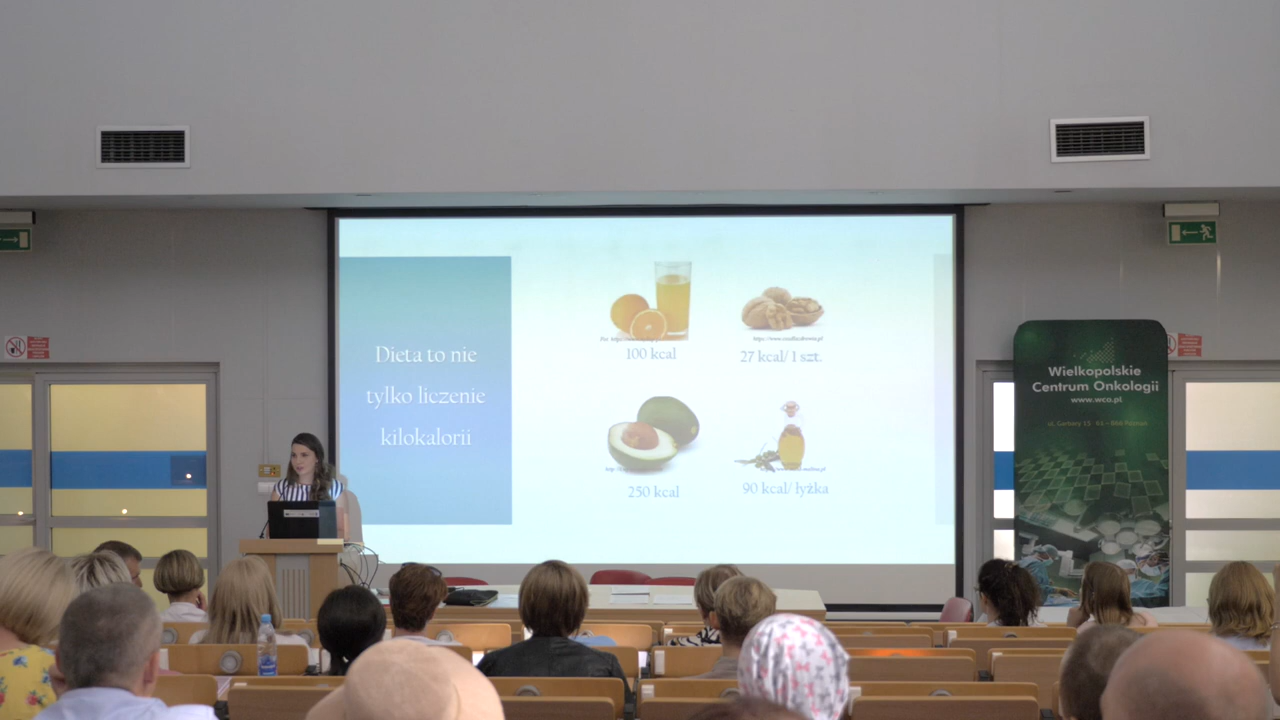 Dieta to nie
tylko liczenie
kilokalorii
100 kcal
27 kcal/ 1 szt.
250 kcal
90 kcal/ łyżka
Wielkopolskie
Centrum Onkologii
www.wco.pl